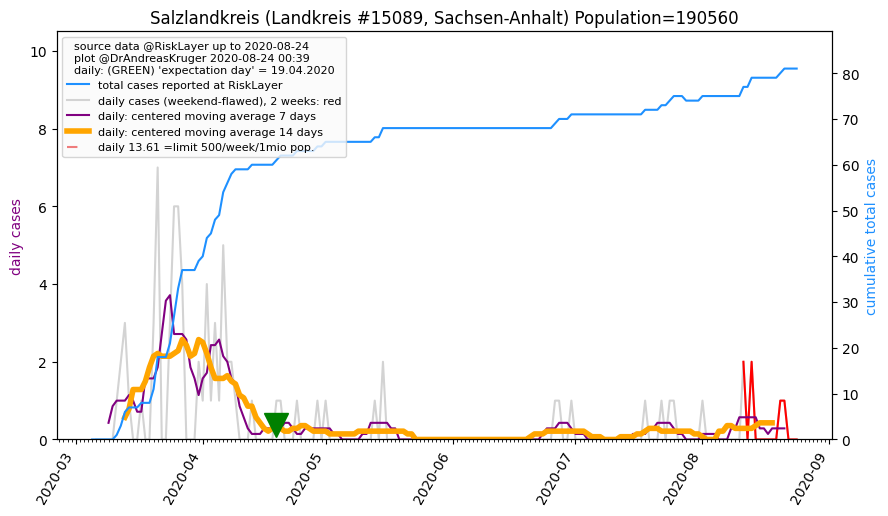 Salzlandkreis (Landkreis #15089, Sachsen-Anhalt) Population=190560
source data @RiskLayer up to 2020-08-24
plot @DrAndreasKruger 2020-08-24 00:39
daily: (GREEN) 'expectation day' = 19.04.2020
total cases reported at RiskLayer
daily cases (weekend-flawed), 2 weeks: red
daily: centered moving average 7 days
daily: centered moving average 14 days
daily 13.61 =limit 500/week/1mio pop.
daily cases
10
8
6
4
2
0
cumulative total cases
80
70
60
50
40
30
20
10
0
2020-03
2020-04
2020-05
2020-06
2020-07
2020-08
2020-09